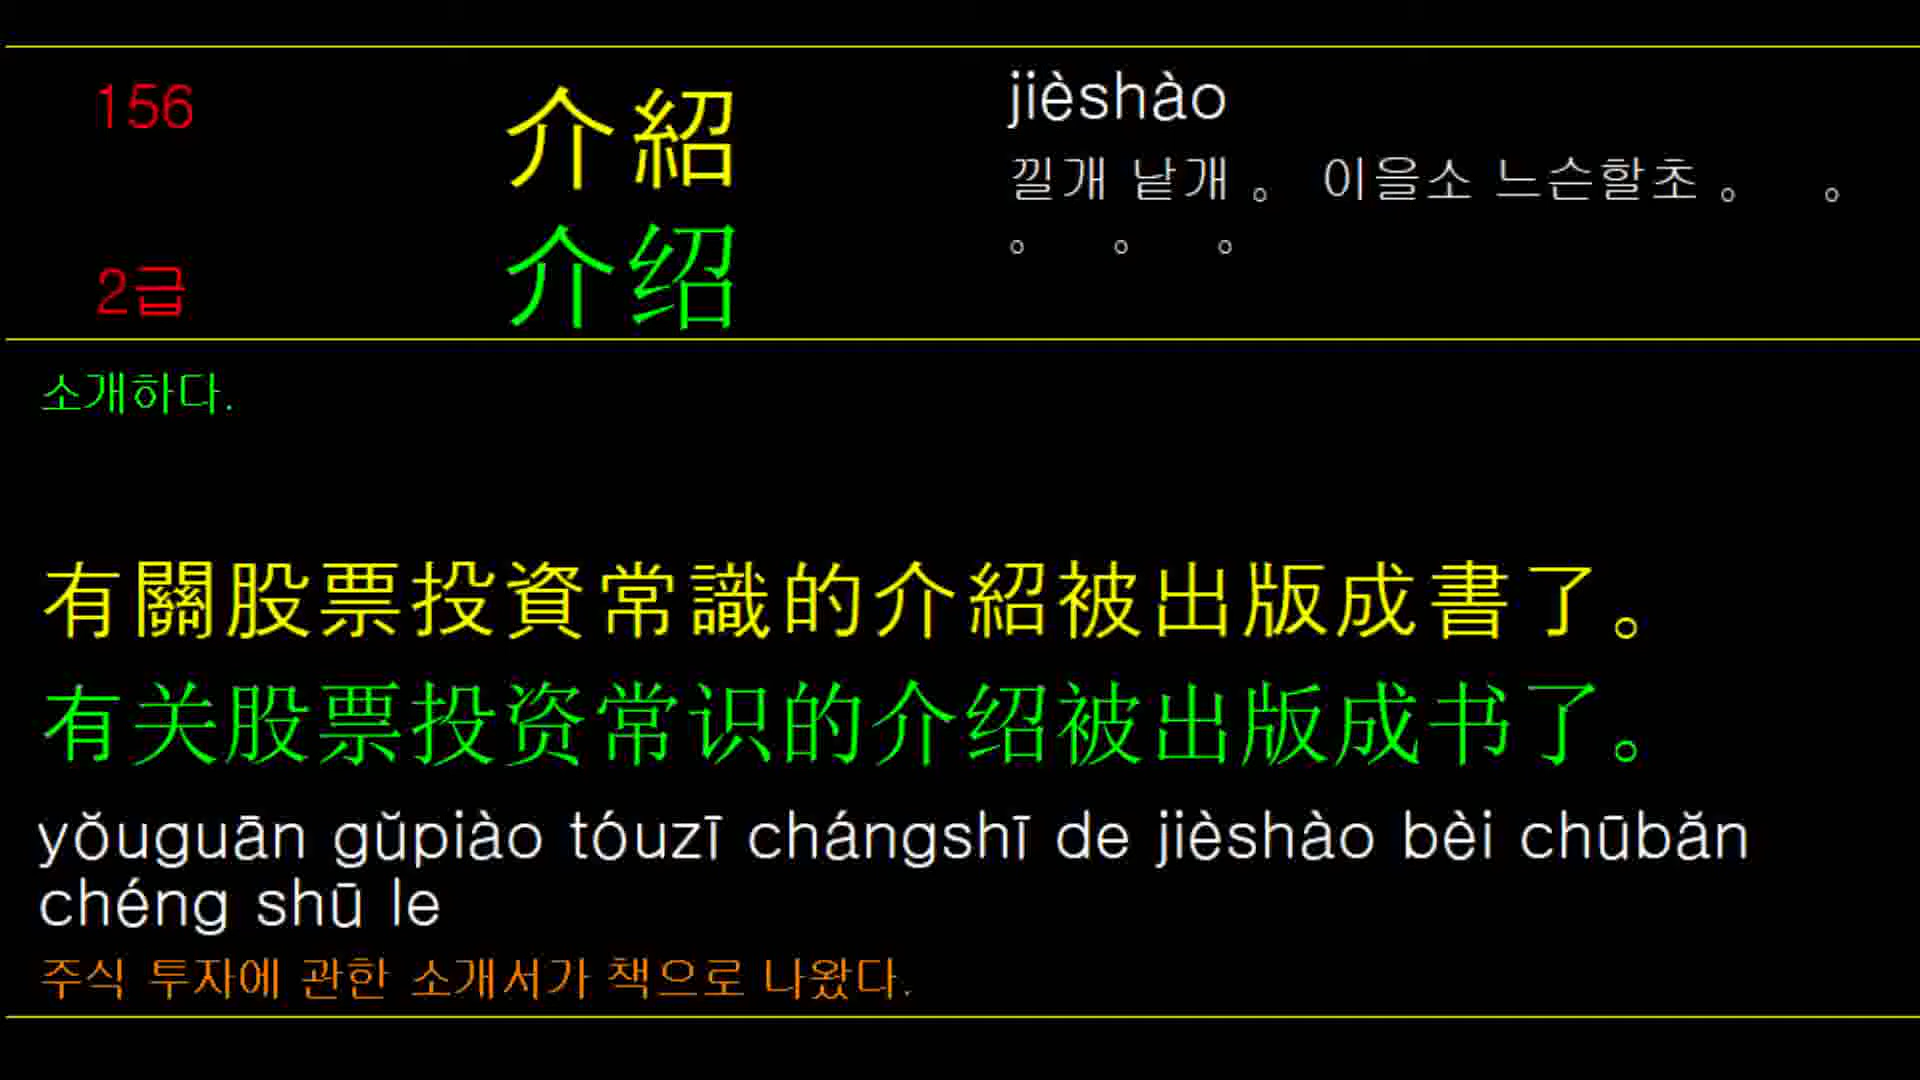 156
介紹
jièshào
낄개 낱개 。 이을소 느슨할초 。 。
。 。 。
2급
介绍
소개하다.
有關股票投資常識的介紹被出版成書了。
有关股票投资常识的介绍被出版成书了。
yǒuguān gǔpiào tóuzī chángshī de jièshào bèi chūbǎn
chéng shū le
주식 투자에 관한 소개서가 책으로 나왔다.